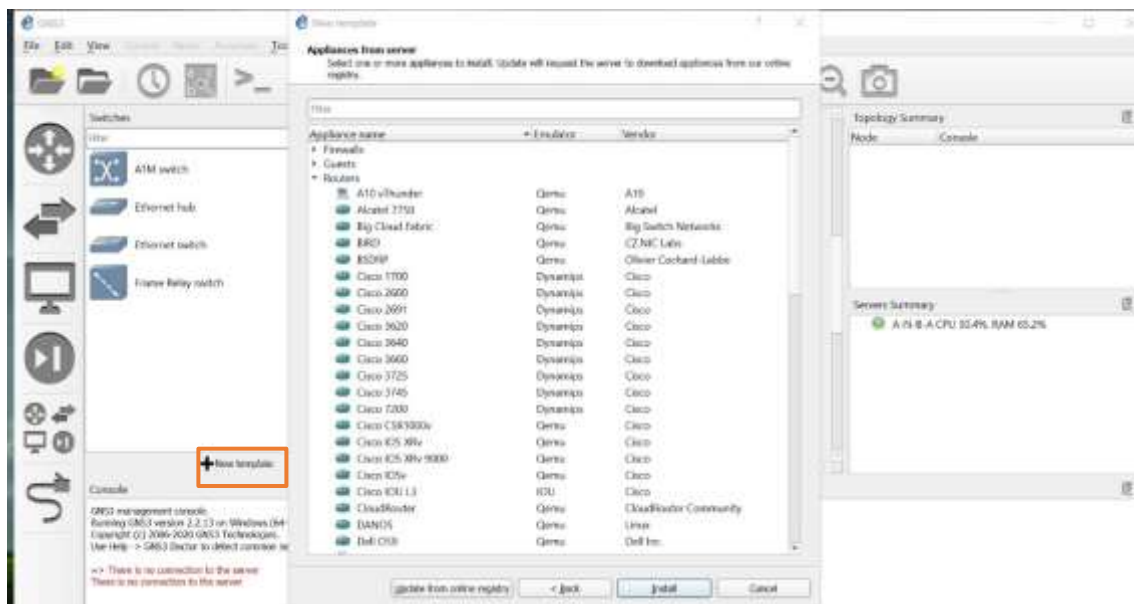 GNS3
File Edit View
New template
Appliances from server
Select one or more appliances to install. Update will request the server to download appliances from our online
registry.
Filter
Appliance name Emulator Vendor
Firewalls
Guests
Routers
A10 vThunder Qemu A10
Alcatel 7750 Qemu Alcatel
Big Cloud Fabric Qemu Big Switch Networks
BIRD Qemu CZ.NIC Labs
BSDRP Qemu Olivier Cochard-Labbe
Cisco 1700 Dynamips Cisco
Cisco 2600 Dynamips Cisco
Cisco 2691 Dynamips Cisco
Cisco 3620 Dynamips Cisco
Cisco 3640 Dynamips Cisco
Cisco 3660 Dynamips Cisco
Cisco 3725 Dynamips Cisco
Cisco 3745 Dynamips Cisco
Cisco 7200 Dynamips Cisco
Cisco CSR1000v Qemu Cisco
Cisco IOS XRv Qemu Cisco
Cisco IOS XRv 9000 Qemu Cisco
Cisco IOSv Qemu Cisco
Cisco IOU L3 IOU Cisco
CloudRouter Qemu CloudRouter Community
DANOS Qemu Linux
Dell OS9 Qemu Dell Inc.
Update from online registry < Back Install Cancel
Switches
Filter
ATM switch
Ethernet hub
Ethernet switch
Frame Relay switch
New template
Console
GNS3 management console.
Running GNS3 version 2.2.13 on Windows (64-
Copyright (c) 2006-2020 GNS3 Technologies.
Use Help -> GNS3 Doctor to detect common
=> There is no connection to the server
There is no connection to the server
Topology Summary
Node Console
Servers Summary
A-N-B-A CPU RAM 65.2%